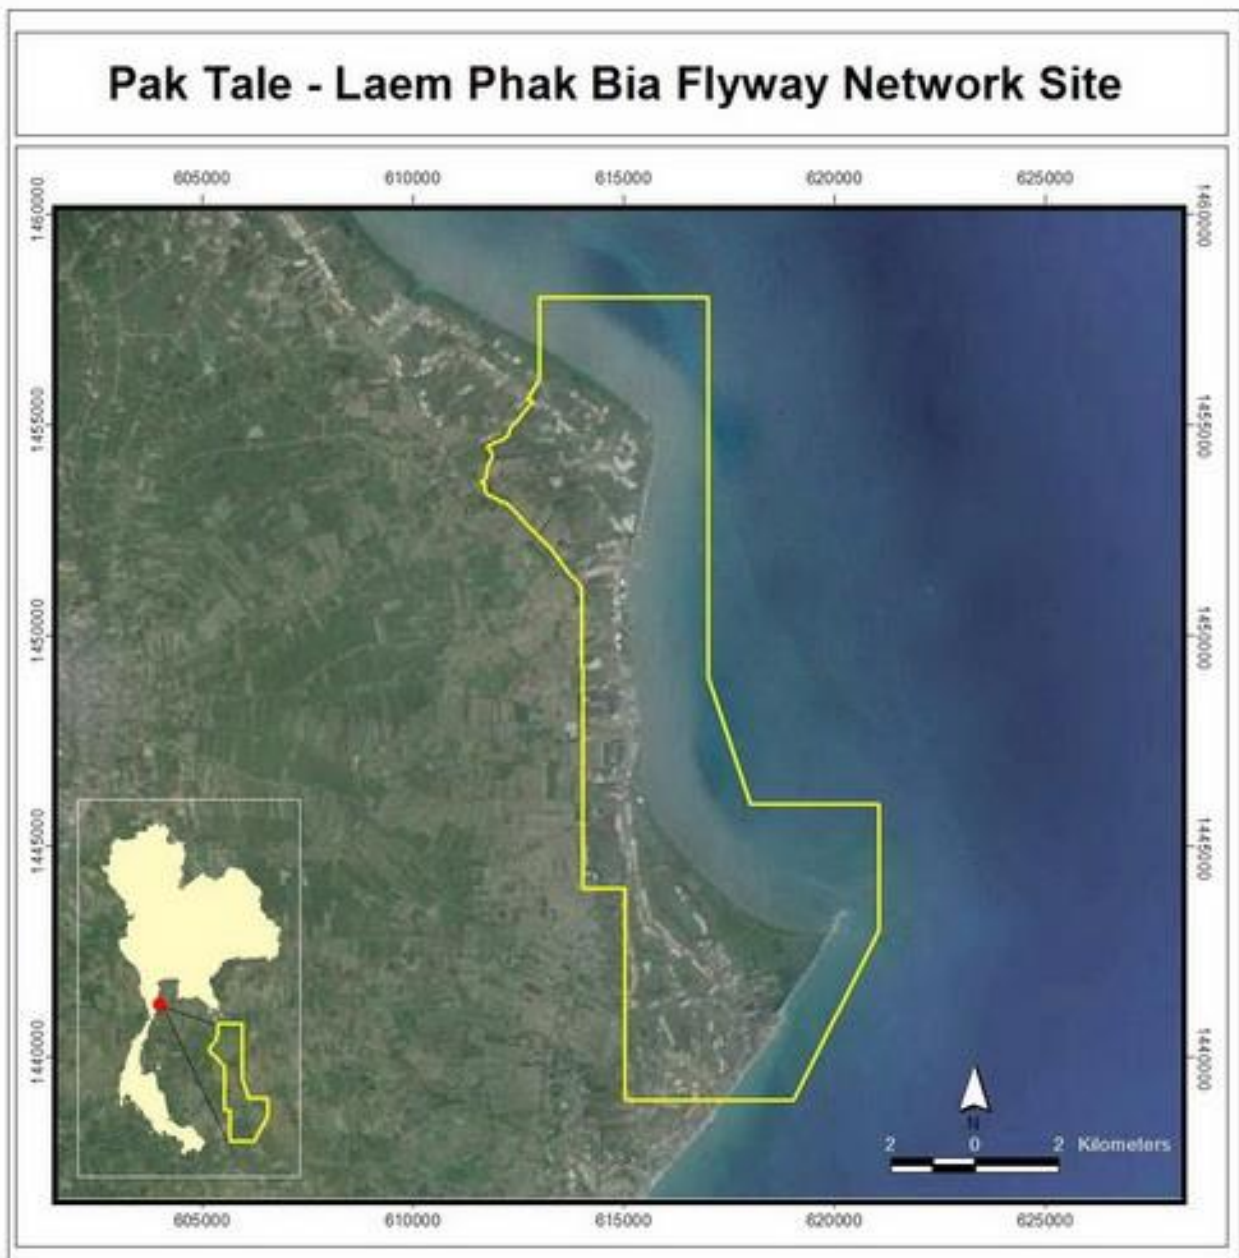 Pak Tale - Laem Phak Bia Flyway Network Site
605000 610000 615000 620000 625000
1460000 1460000
1455000 1455000
1450000 1450000
1445000 1445000
1440000 1440000
N
2 0 2 Kilometers
605000 610000 615000 620000 625000